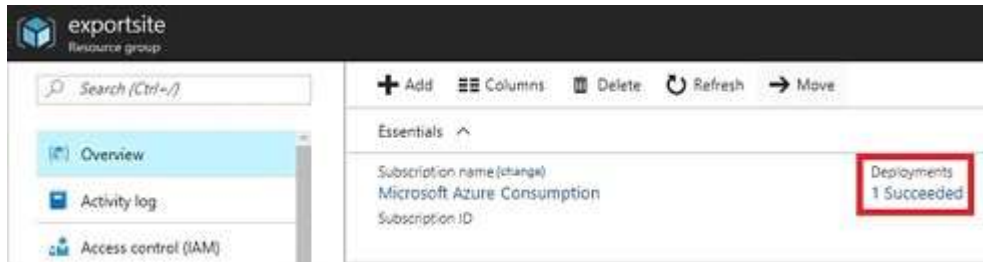 exportsite
Resource group
Search (Ctrl+/)
Add Columns Delete Refresh Move
Essentials
Overview
Subscription name (change)
Deployments
Microsoft Azure Consumption
1 Succeeded
Activity log
Subscription ID
Access control (IAM)